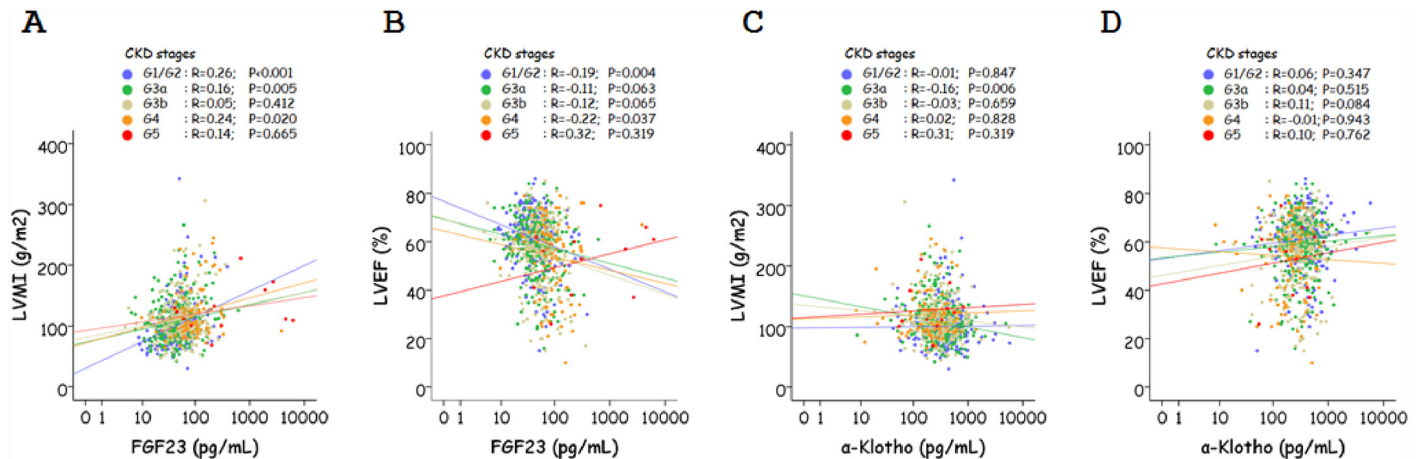 A
CKD stages
G1/G2 : R=0.26; P<0.001
G3a : R=0.16; P=0.005
G3b : R=0.05; P=0.412
G4 : R=0.24; P=0.020
G5 : R=0.14; P=0.665
LVMI (g/m2)
400
300
200
100
0
0 1 10 100 1000 10000
FGF23 (pg/mL)
B
CKD stages
G1/G2 : R=-0.19; P=0.004
G3a : R=-0.11; P=0.063
G3b : R=-0.12; P=0.065
G4 : R=-0.22; P=0.037
G5 : R=0.32; P=0.319
LVEF (%)
100
80
60
40
20
0
0 1 10 100 1000 10000
FGF23 (pg/mL)
C
CKD stages
G1/G2 : R=-0.01; P=0.847
G3a : R=-0.16; P=0.006
G3b : R=-0.03; P=0.659
G4 : R=0.02; P=0.828
G5 : R=0.31; P=0.319
LVMI (g/m2)
400
300
200
100
0
0 1 10 100 1000 10000
α-Klotho (pg/mL)
D
CKD stages
G1/G2 : R=0.06; P=0.347
G3a : R=0.04; P=0.515
G3b : R=0.11; P=0.084
G4 : R=-0.01; P=0.943
G5 : R=0.10; P=0.762
LVEF (%)
100
80
60
40
20
0
0 1 10 100 1000 10000
α-Klotho (pg/mL)